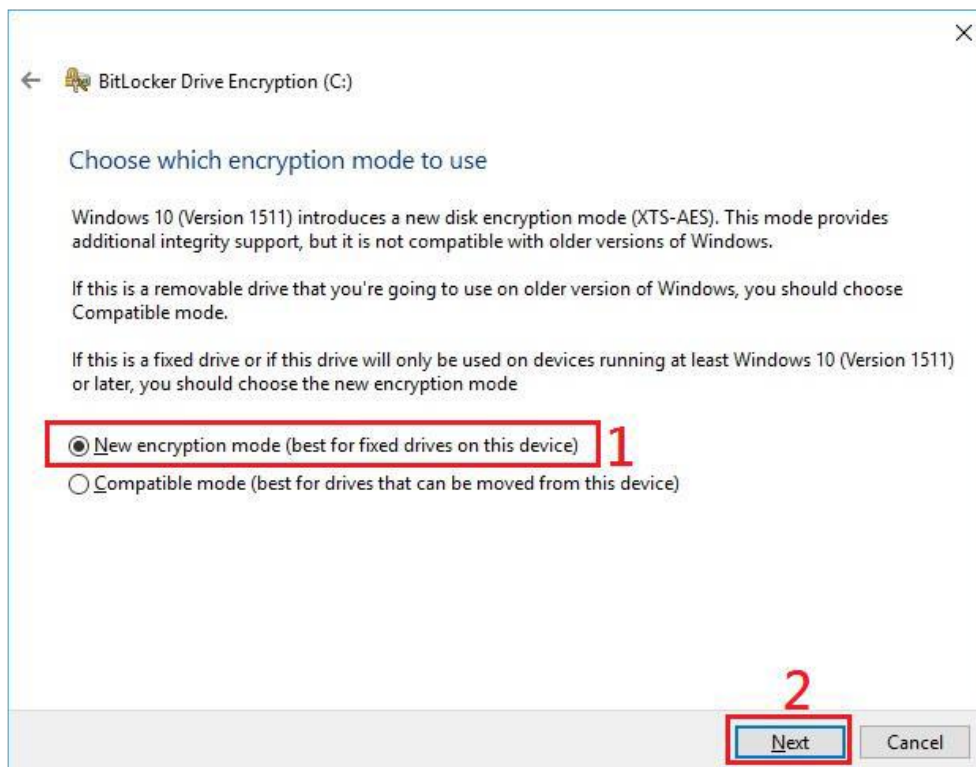 BitLocker Drive Encryption (C:)
Choose which encryption mode to use
Windows 10 (Version 1511) introduces a new disk encryption mode (XTS-AES). This mode provides
additional integrity support, but it is not compatible with older versions of Windows.
If this is a removable drive that you're going to use on older version of Windows, you should choose
Compatible mode.
If this is a fixed drive or if this drive will only be used on devices running at least Windows 10 (Version 1511)
or later, you should choose the new encryption mode
New encryption mode (best for fixed drives on this device) 1
Compatible mode (best for drives that can be moved from this device)
2
Next Cancel